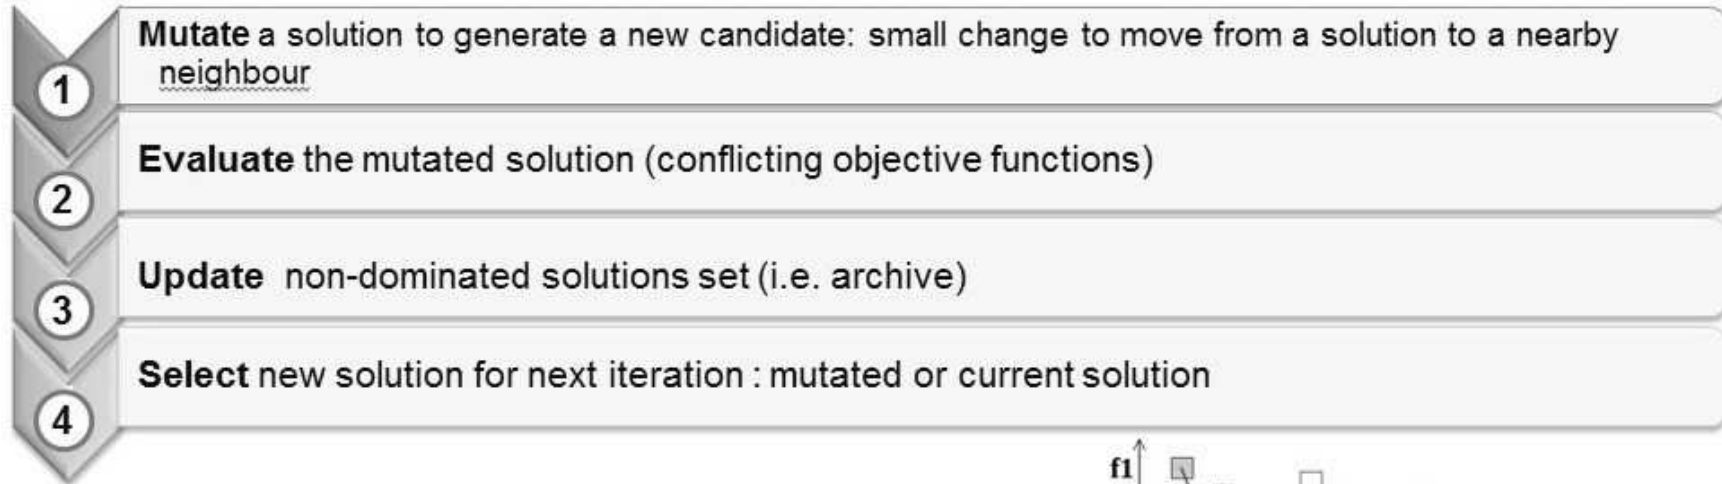 1
Mutate a solution to generate a new candidate: small change to move from a solution to a nearby
neighbour
2
Evaluate the mutated solution (conflicting objective functions)
3
Update non-dominated solutions set (i.e. archive)
4
Select new solution for next iteration : mutated or current solution
f1